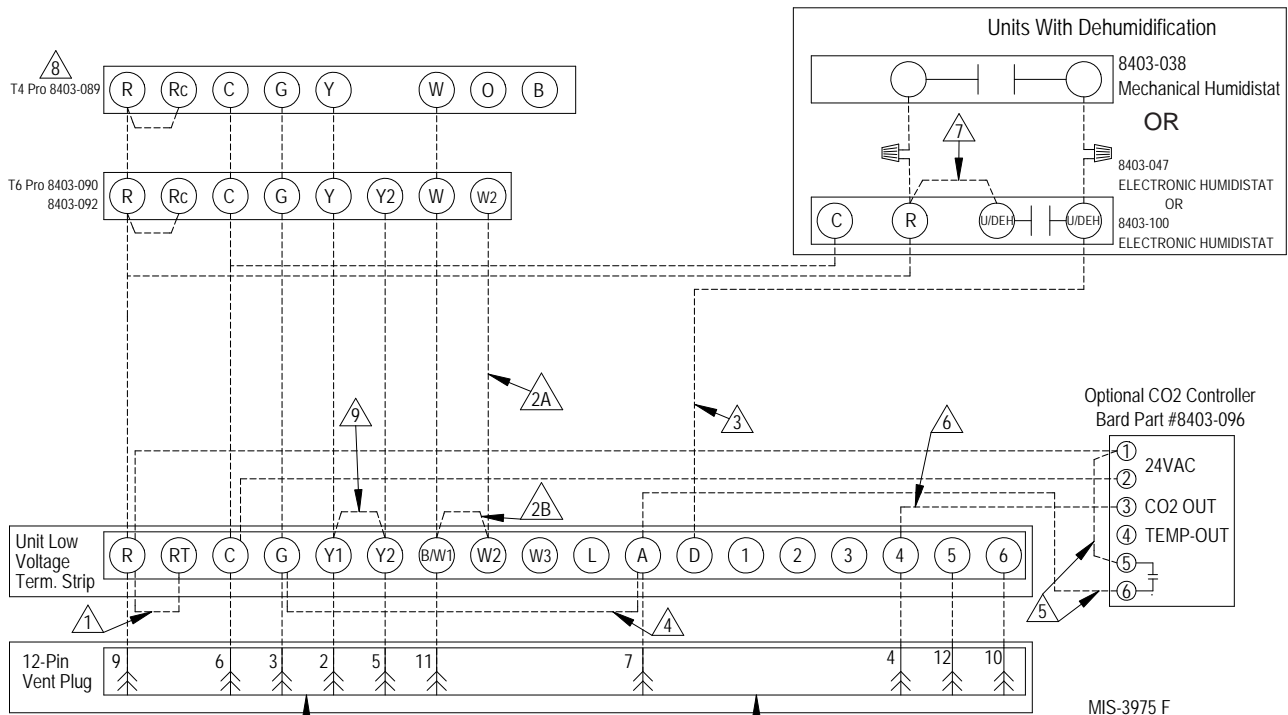 Units With Dehumidification
8
T4 Pro 8403-089
R Rc C G Y W O B
8403-038
Mechanical Humidistat
OR
7
8403-047
ELECTRONIC HUMIDISTAT
OR
8403-100
ELECTRONIC HUMIDISTAT
C R U/DEH U/DEH
T6 Pro 8403-090
8403-092
R Rc C G Y Y2 W W2
2A
9
3
6
2B
Optional CO2 Controller
Bard Part #8403-096
1
24VAC
2
3 CO2 OUT
4 TEMP-OUT
5
6
5
Unit Low
Voltage
Term. Strip
R RT C G Y1 Y2 B/W1 W2 W3 L A D 1 2 3 4 5 6
1
4
12-Pin
Vent Plug
9 6 3 2 5 11 7 4 12 10
MIS-3975 F